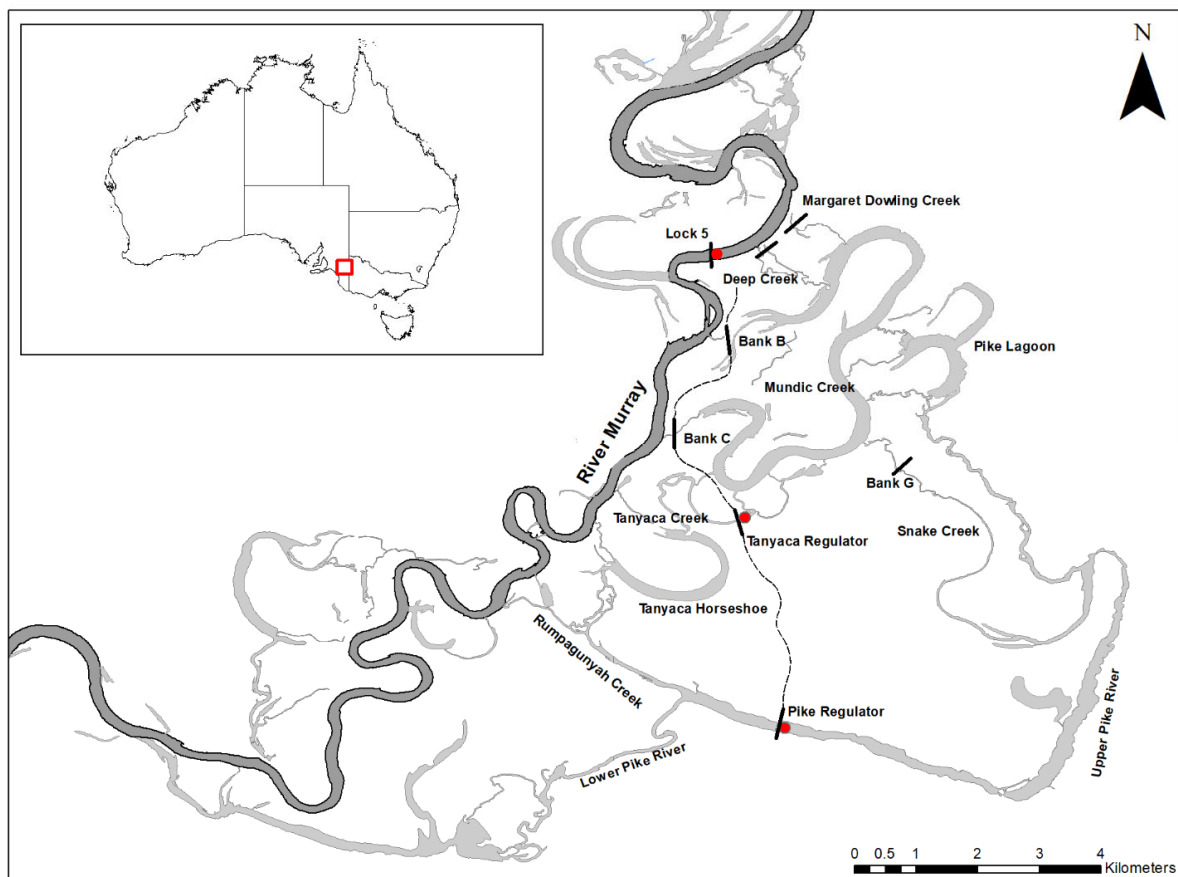 N
Margaret Dowling Creek
Lock 5
Deep Creek
Bank B
Pike Lagoon
Mundic Creek
River Murray
Bank C
Bank G
Tanyaca Creek
Snake Creek
Tanyaca Regulator
Tanyaca Horseshoe
Rumpagunyah Creek
Pike Regulator
Upper Pike River
Lower Pike River
0 0.5 1 2 3 4
Kilometers